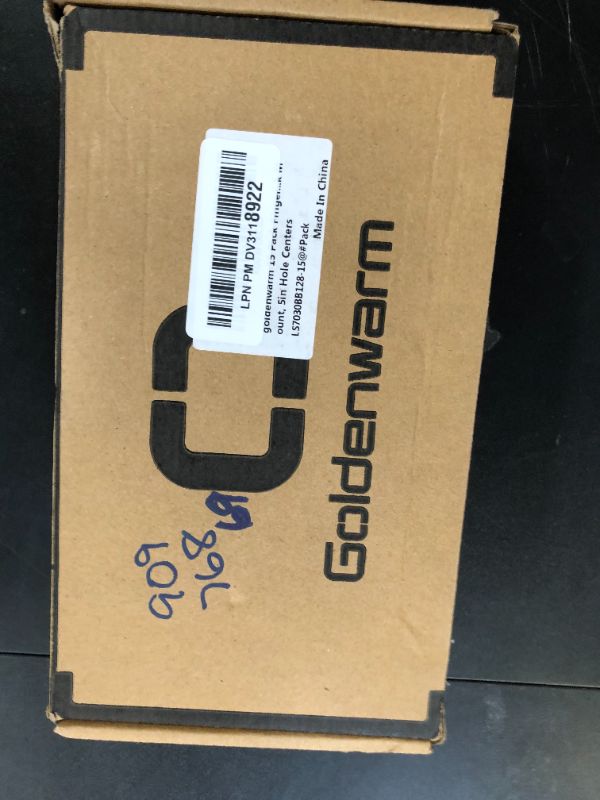 LPN PM DV3118922
goldenwarm 15 Pack Finger...k M
ount, 5in Hole Centers
LS7030BB128-15@#Pack
Made In China
Goldenwarm
909
768